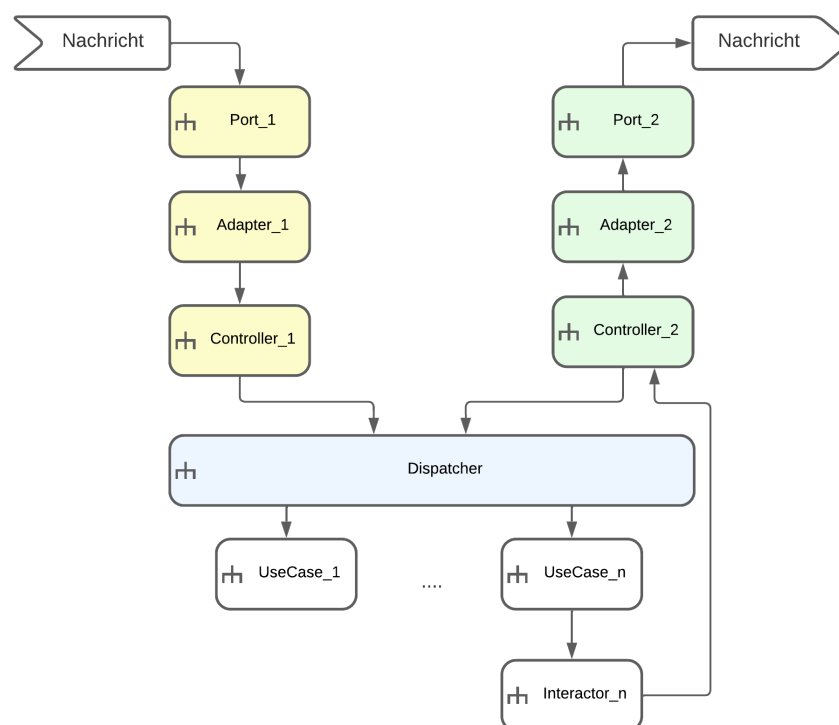 Nachricht
Nachricht
Port_1
Port_2
Adapter_1
Adapter_2
Controller_1
Controller_2
Dispatcher
UseCase_1
....
UseCase_n
Interactor_n